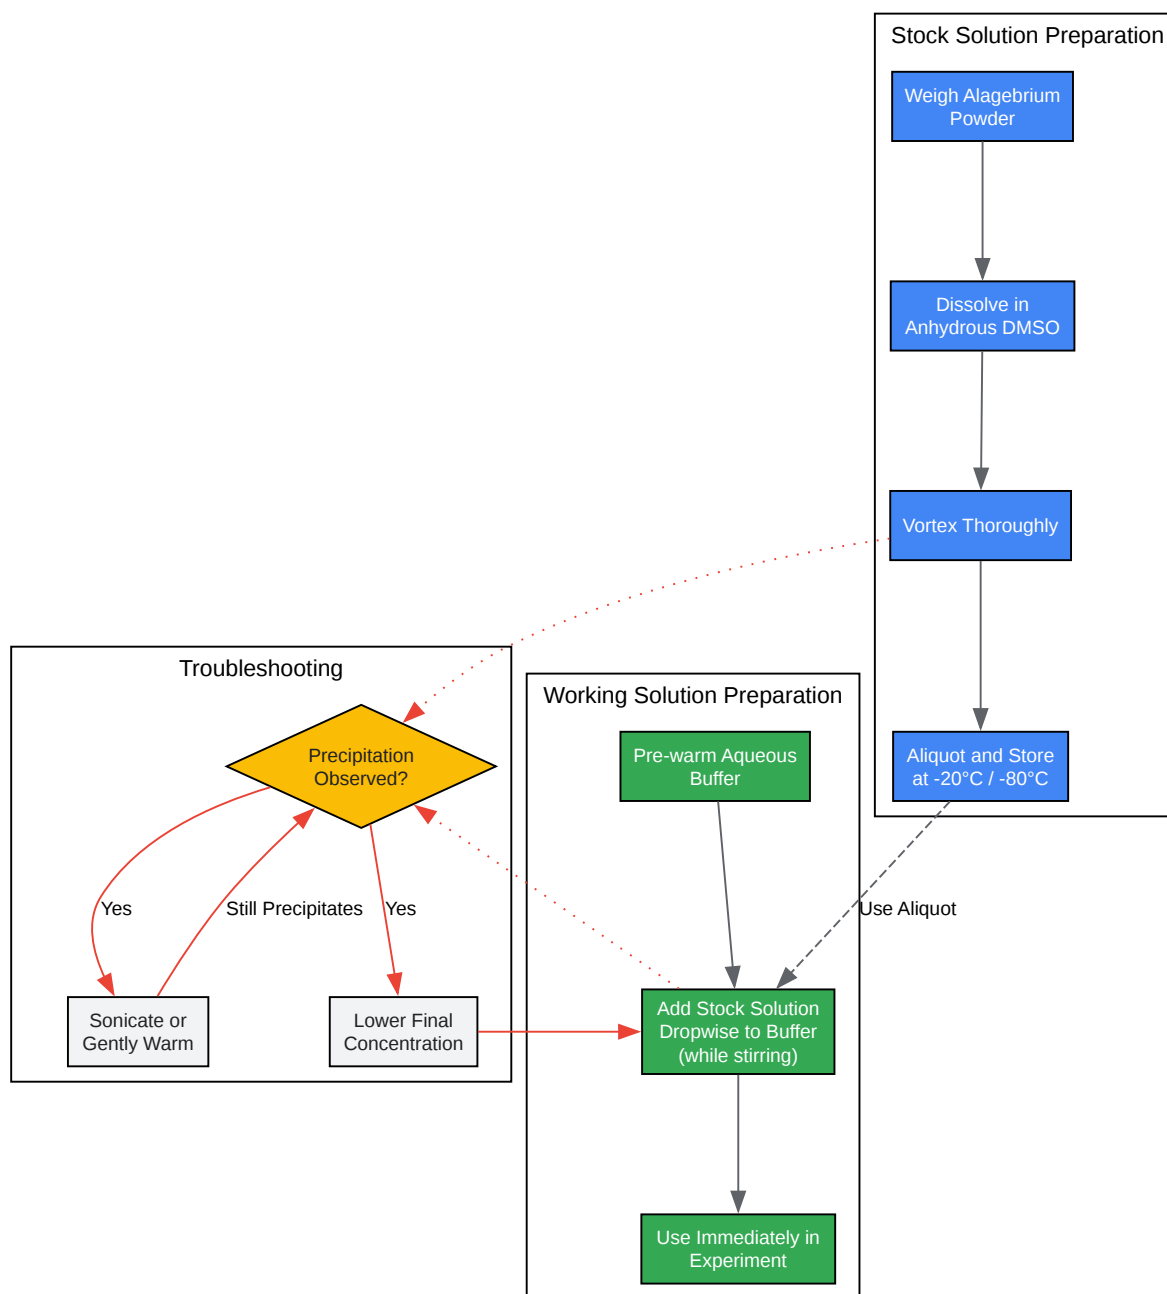 Stock Solution Preparation
Weigh Alagebrium
Powder
Dissolve in
Anhydrous DMSO
Vortex Thoroughly
Aliquot and Store
at -20°C / -80°C
Use Aliquot
Troubleshooting
Precipitation
Observed?
Yes
Still Precipitates
Yes
Sonicate or
Gently Warm
Lower Final
Concentration
Working Solution Preparation
Pre-warm Aqueous
Buffer
Add Stock Solution
Dropwise to Buffer
(while stirring)
Use Immediately in
Experiment